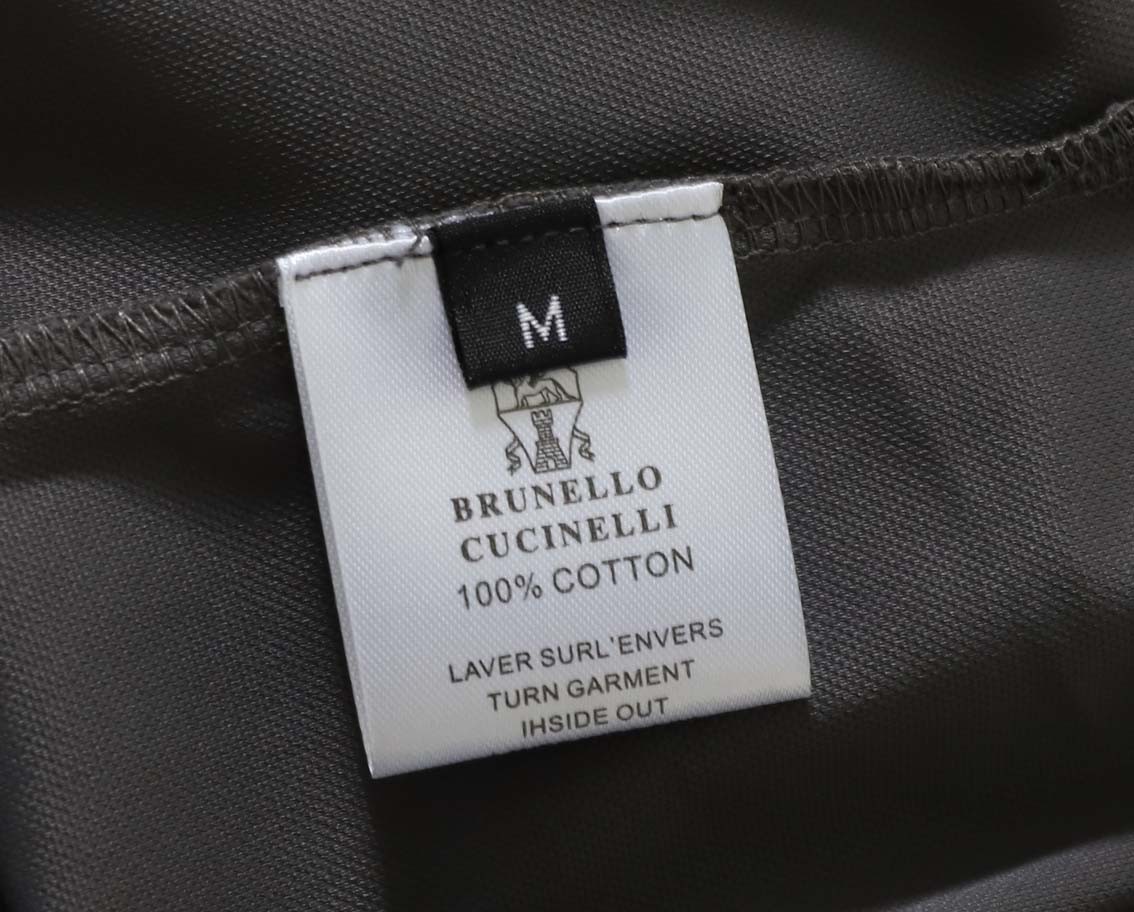 M
BRUNELLO
CUCINELLI
100% COTTON
LAVER SURL'ENVERS
TURN GARMENT
IHSIDE OUT